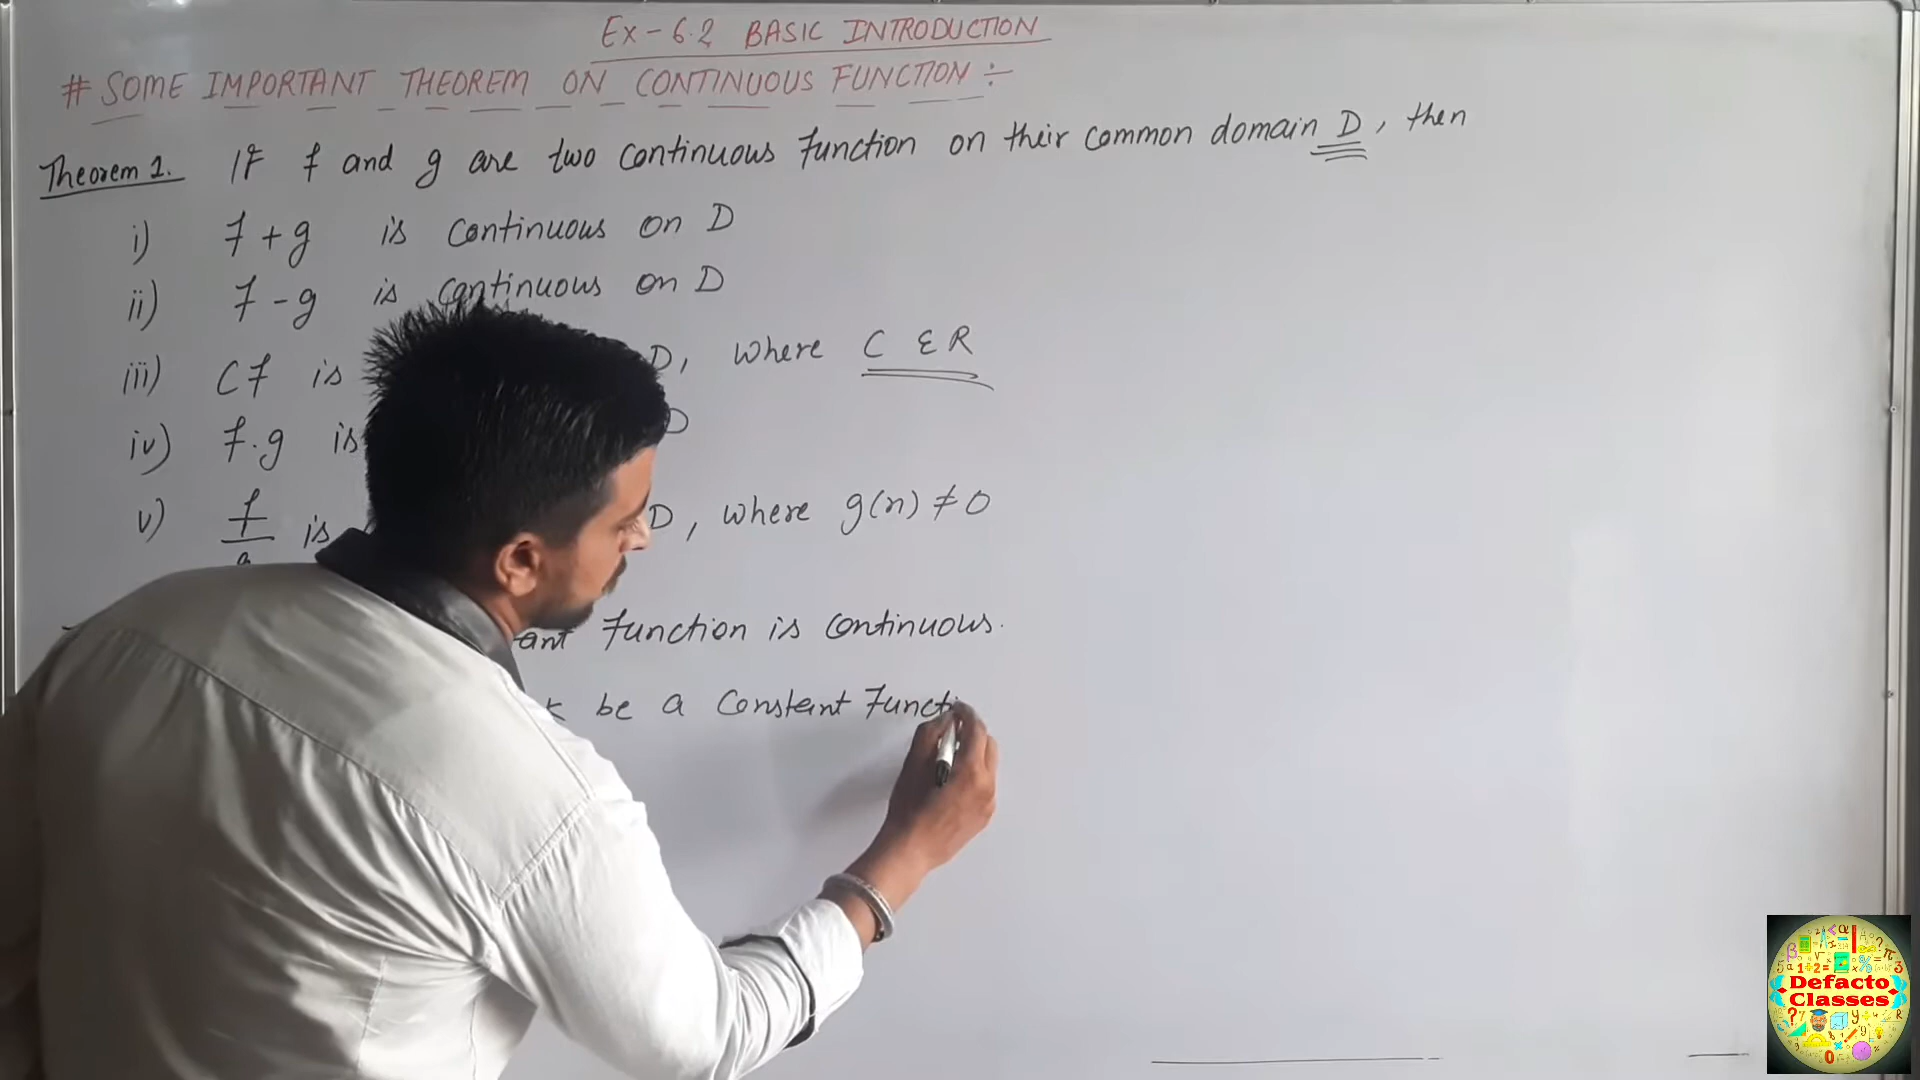 Ex-6.2 BASIC INTRODUCTION
# SOME IMPORTANT THEOREM ON CONTINUOUS FUNCTION :-
Theorem 1. If f and g are two continuous function on their common domain D, then
i) f+g is continuous on D
ii) f-g is continuous on D
iii) Cf is D, where C ∈ R
iv) f.g is D
v) f/g is D, where g(n) ≠ 0
ant Function is continuous.
be a Constant Functi
Defacto
Classes